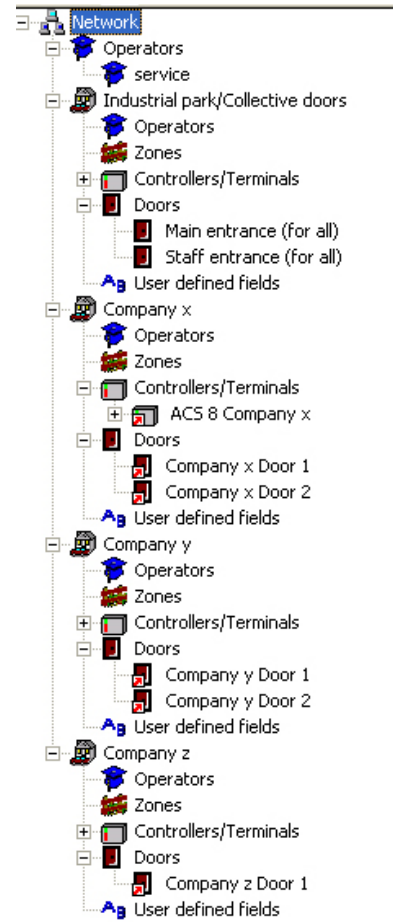 Network
Operators
service
Industrial park/Collective doors
Operators
Zones
Controllers/Terminals
Doors
Main entrance (for all)
Staff entrance (for all)
User defined fields
Company x
Operators
Zones
Controllers/Terminals
ACS 8 Company x
Doors
Company x Door 1
Company x Door 2
User defined fields
Company y
Operators
Zones
Controllers/Terminals
Doors
Company y Door 1
Company y Door 2
User defined fields
Company z
Operators
Zones
Controllers/Terminals
Doors
Company z Door 1
User defined fields